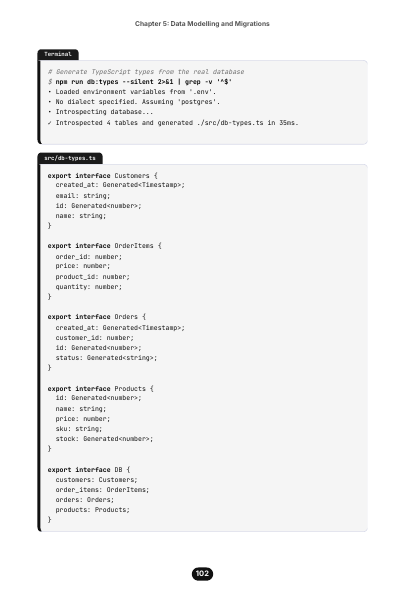 Chapter 5: Data Modelling and Migrations
Terminal
# Generate TypeScript types from the real database
$ npm run db:types --silent 2>&1 | grep -v '^$'
• Loaded environment variables from '.env'.
• No dialect specified. Assuming 'postgres'.
• Introspecting database...
✓ Introspected 4 tables and generated ./src/db-types.ts in 35ms.
src/db-types.ts
export interface Customers {
  created_at: Generated<Timestamp>;
  email: string;
  id: Generated<number>;
  name: string;
}
export interface OrderItems {
  order_id: number;
  price: number;
  product_id: number;
  quantity: number;
}
export interface Orders {
  created_at: Generated<Timestamp>;
  customer_id: number;
  id: Generated<number>;
  status: Generated<string>;
}
export interface Products {
  id: Generated<number>;
  name: string;
  price: number;
  sku: string;
  stock: Generated<number>;
}
export interface DB {
  customers: Customers;
  order_items: OrderItems;
  orders: Orders;
  products: Products;
}
102